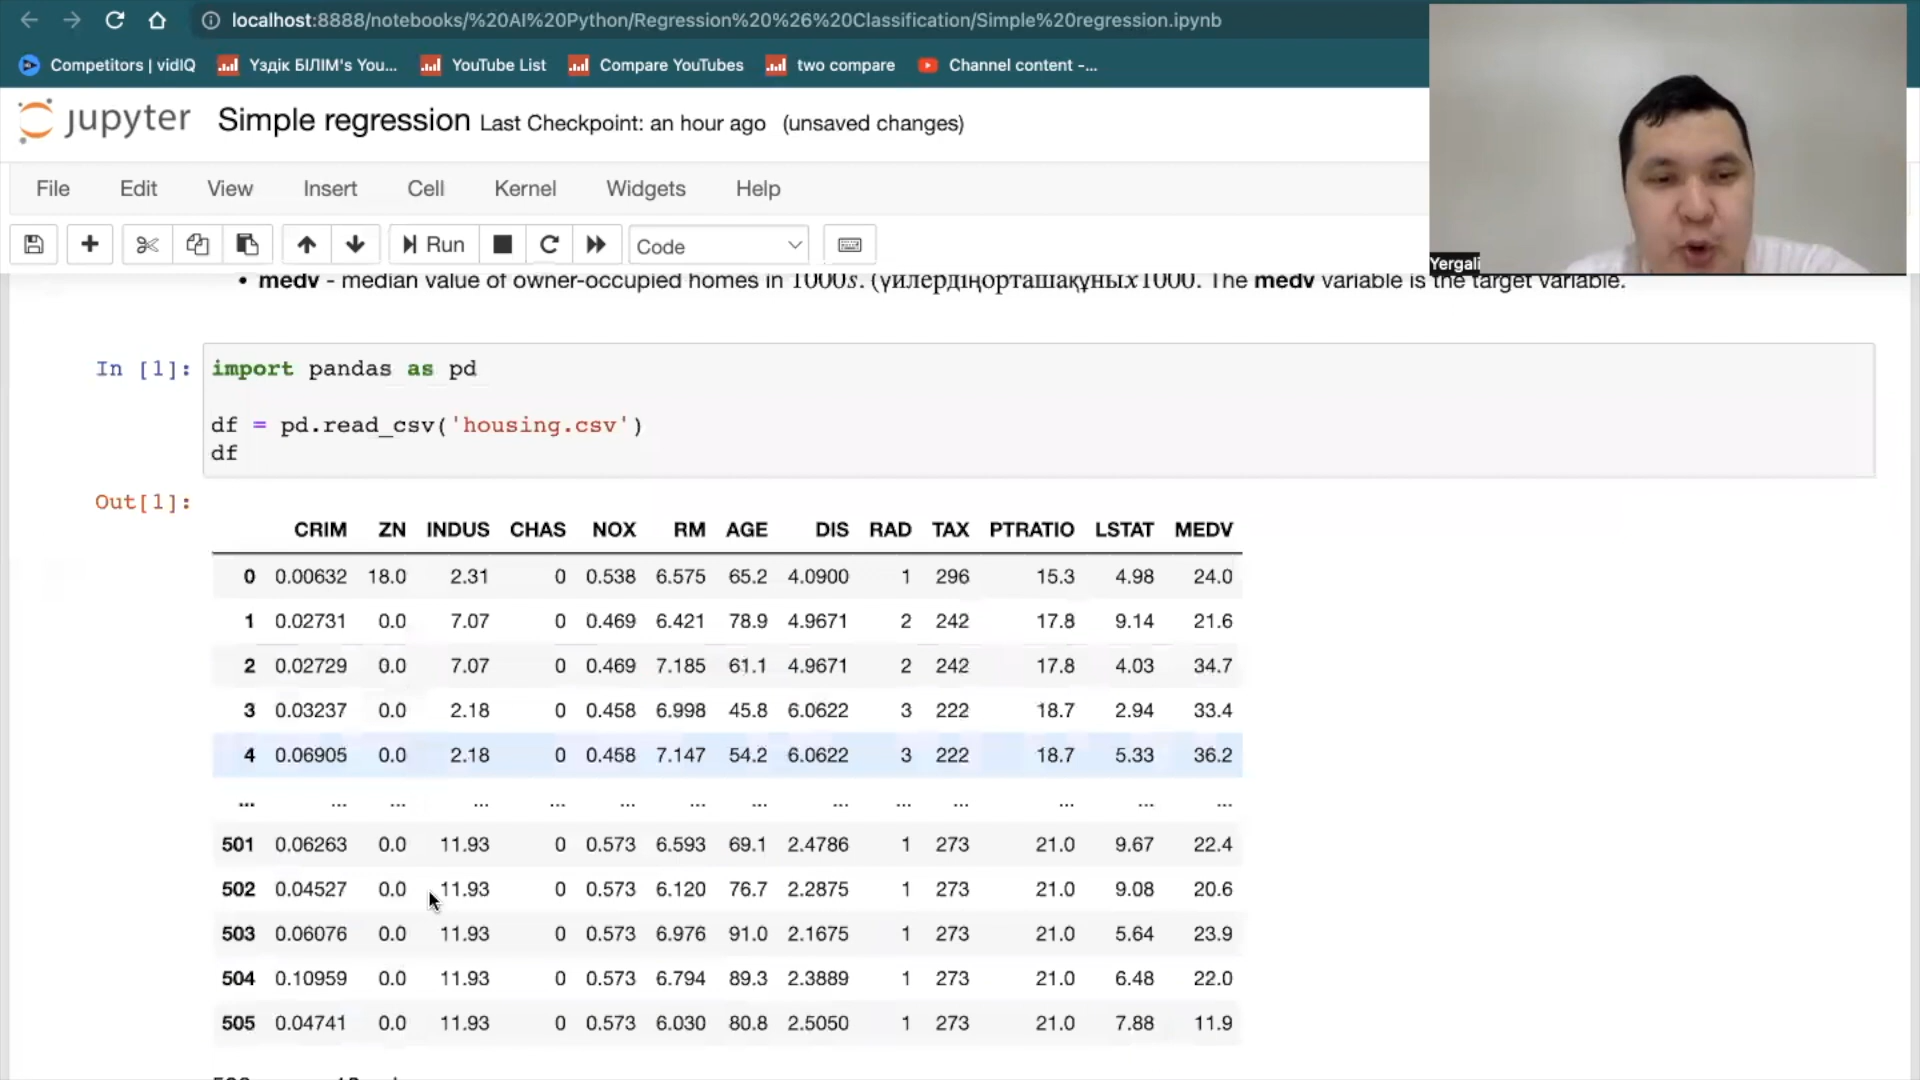 localhost:8888/notebooks/%20AI%20Python/Regression%20%26%20Classification/Simple%20regression.ipynb
Competitors | vidIQ Үздік БІЛІМ's You... YouTube List Compare YouTubes two compare Channel content -...
jupyter Simple regression Last Checkpoint: an hour ago (unsaved changes)
File Edit View Insert Cell Kernel Widgets Help
Run Code
Yergali
• medv - median value of owner-occupied homes in 1000s. (үйлердіңорташақұныx1000. The medv variable is the target variable.
In [1]: import pandas as pd
df = pd.read_csv('housing.csv')
df
Out[1]:
CRIM ZN INDUS CHAS NOX RM AGE DIS RAD TAX PTRATIO LSTAT MEDV
0 0.00632 18.0 2.31 0 0.538 6.575 65.2 4.0900 1 296 15.3 4.98 24.0
1 0.02731 0.0 7.07 0 0.469 6.421 78.9 4.9671 2 242 17.8 9.14 21.6
2 0.02729 0.0 7.07 0 0.469 7.185 61.1 4.9671 2 242 17.8 4.03 34.7
3 0.03237 0.0 2.18 0 0.458 6.998 45.8 6.0622 3 222 18.7 2.94 33.4
4 0.06905 0.0 2.18 0 0.458 7.147 54.2 6.0622 3 222 18.7 5.33 36.2
... ... ... ... ... ... ... ... ... ... ... ... ... ...
501 0.06263 0.0 11.93 0 0.573 6.593 69.1 2.4786 1 273 21.0 9.67 22.4
502 0.04527 0.0 11.93 0 0.573 6.120 76.7 2.2875 1 273 21.0 9.08 20.6
503 0.06076 0.0 11.93 0 0.573 6.976 91.0 2.1675 1 273 21.0 5.64 23.9
504 0.10959 0.0 11.93 0 0.573 6.794 89.3 2.3889 1 273 21.0 6.48 22.0
505 0.04741 0.0 11.93 0 0.573 6.030 80.8 2.5050 1 273 21.0 7.88 11.9